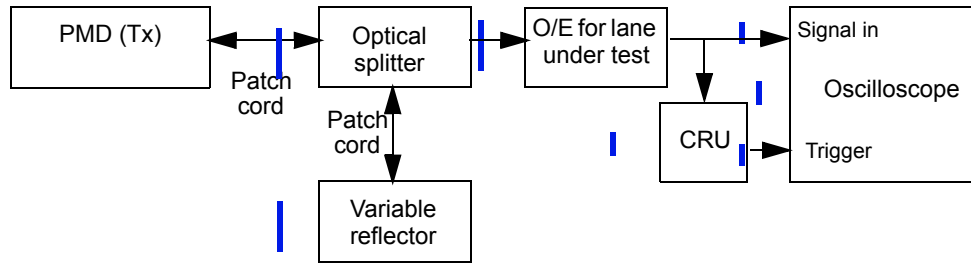 PMD (Tx)
Patch
cord
Optical
splitter
O/E for lane
under test
Signal in
Oscilloscope
Trigger
CRU
Patch
cord
Variable
reflector